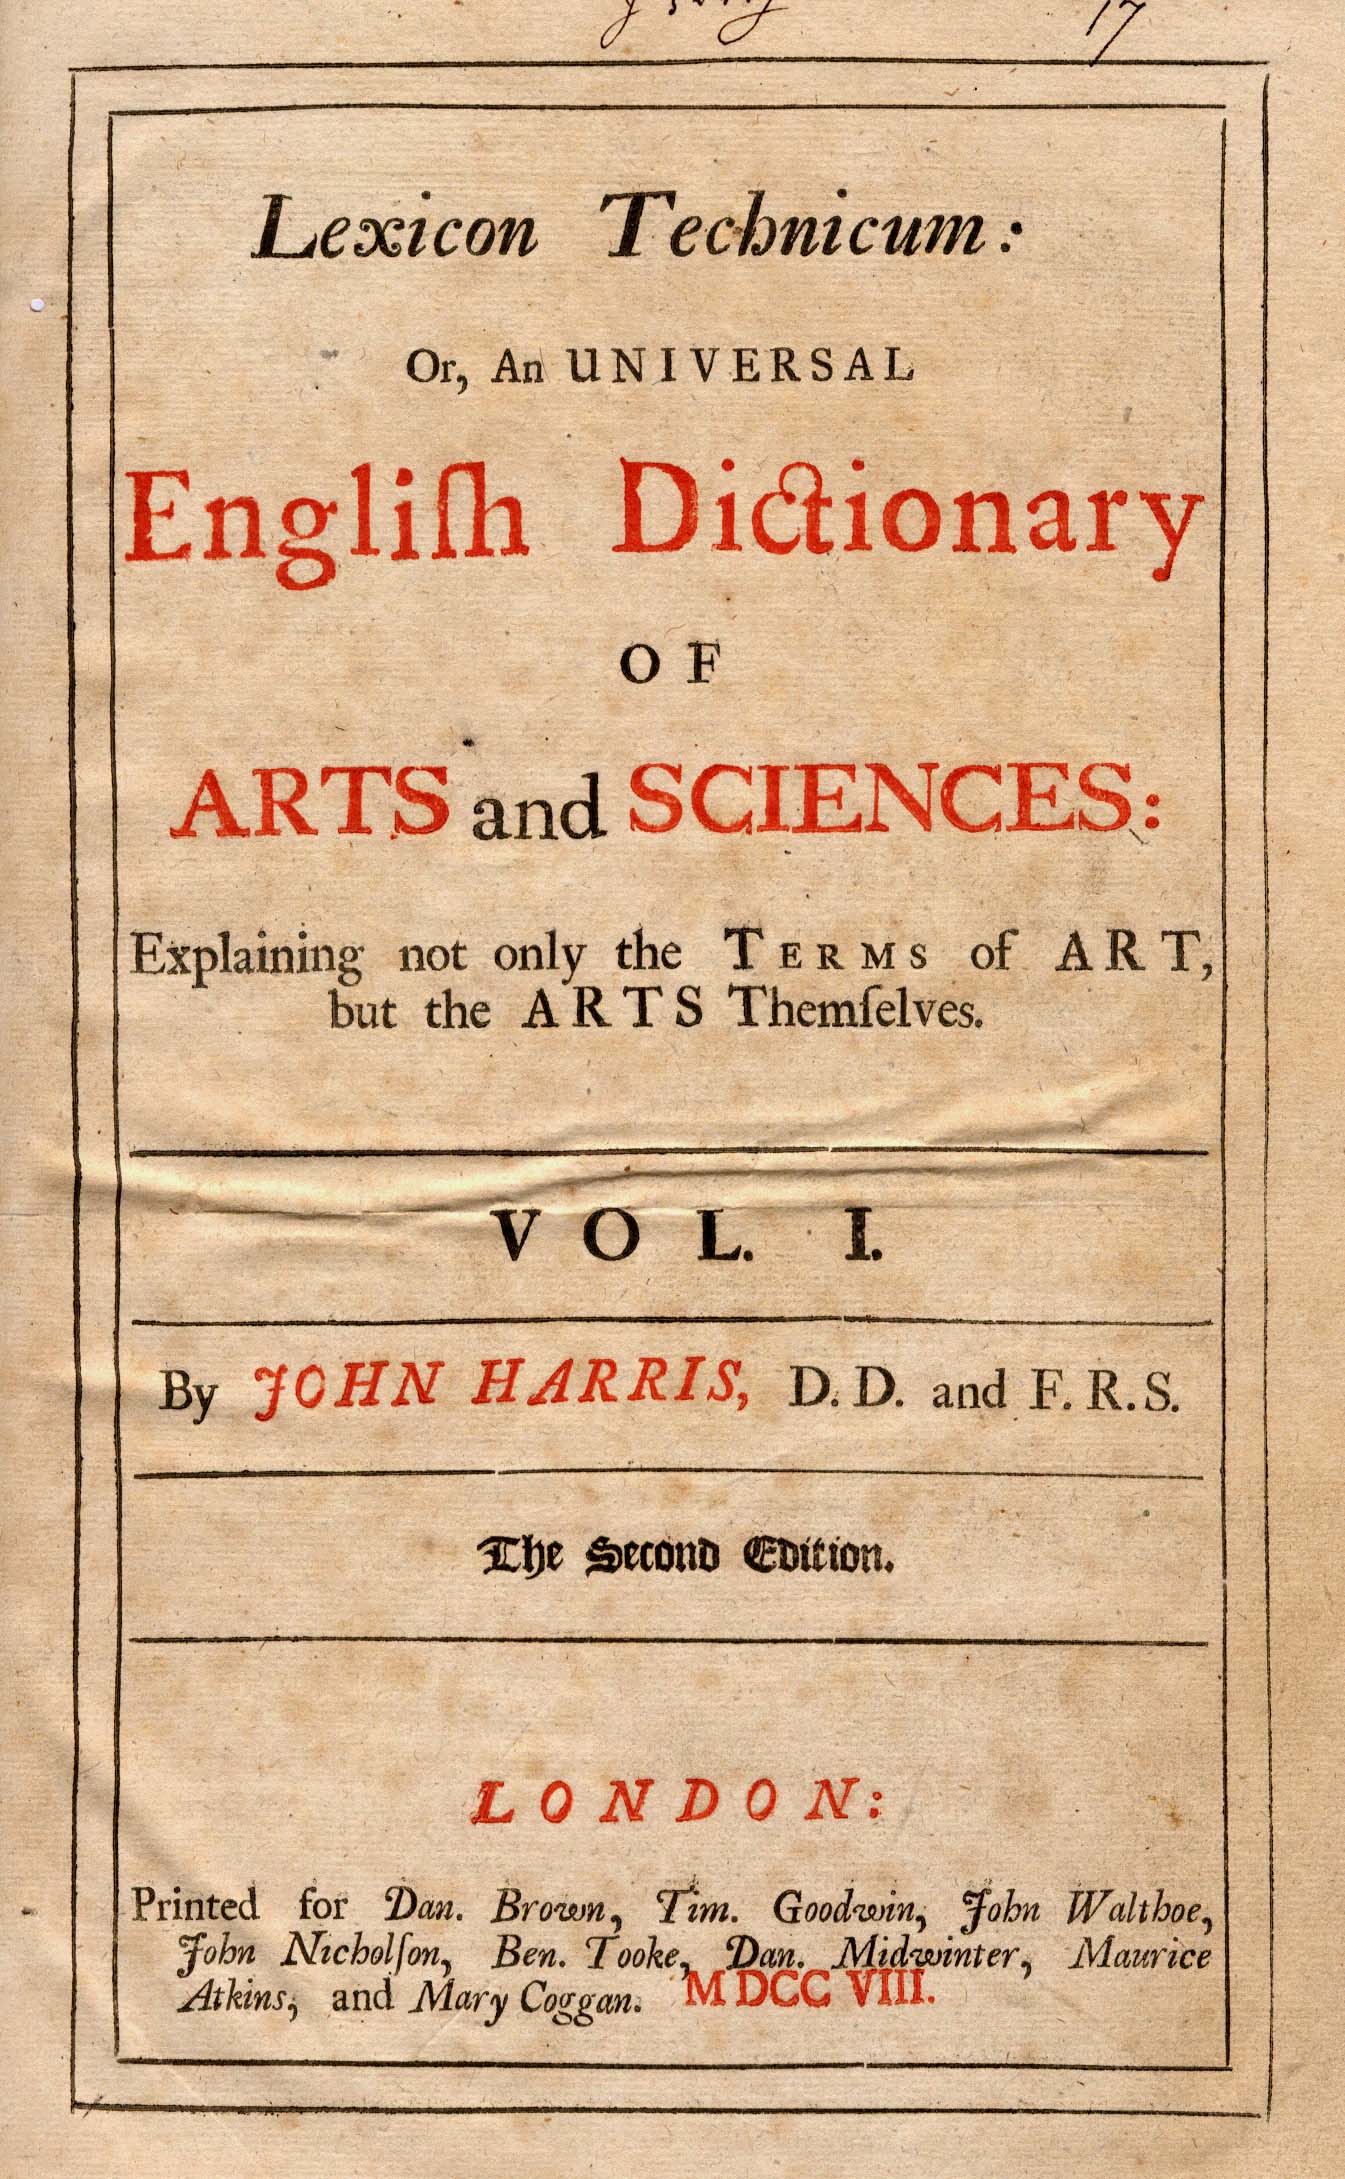 17
Lexicon Technicum:
Or, An UNIVERSAL
Engliſh Dictionary
OF
ARTS and SCIENCES:
Explaining not only the TERMS of ART,
but the ARTS Themſelves.
VOL. I.
By JOHN HARRIS, D.D. and F.R.S.
The Second Edition.
LONDON:
Printed for Dan. Brown, Tim. Goodwin, John Walthoe,
John Nicholſon, Ben. Tooke, Dan. Midwinter, Maurice
Atkins, and Mary Coggan. MDCCVIII.